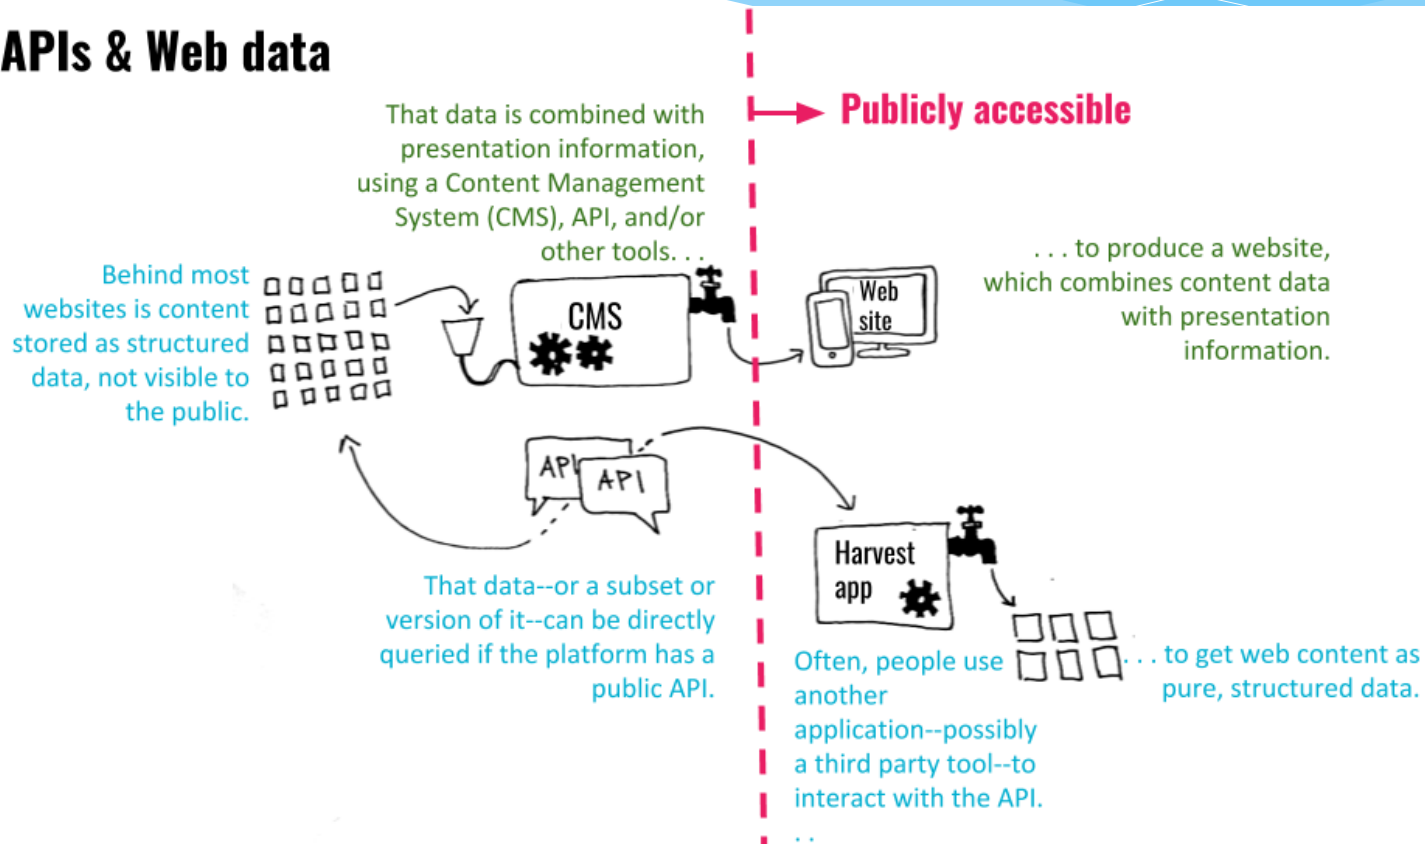 APIs & Web data
Publicly accessible
That data is combined with
presentation information,
using a Content Management
System (CMS), API, and/or
other tools. . .
. . . to produce a website,
which combines content data
with presentation
information.
Behind most
websites is content
stored as structured
data, not visible to
the public.
CMS
Web
site
API
API
That data--or a subset or
version of it--can be directly
queried if the platform has a
public API.
Harvest
app
Often, people use
another
application--possibly
a third party tool--to
interact with the API.
. .
. . . to get web content as
pure, structured data.